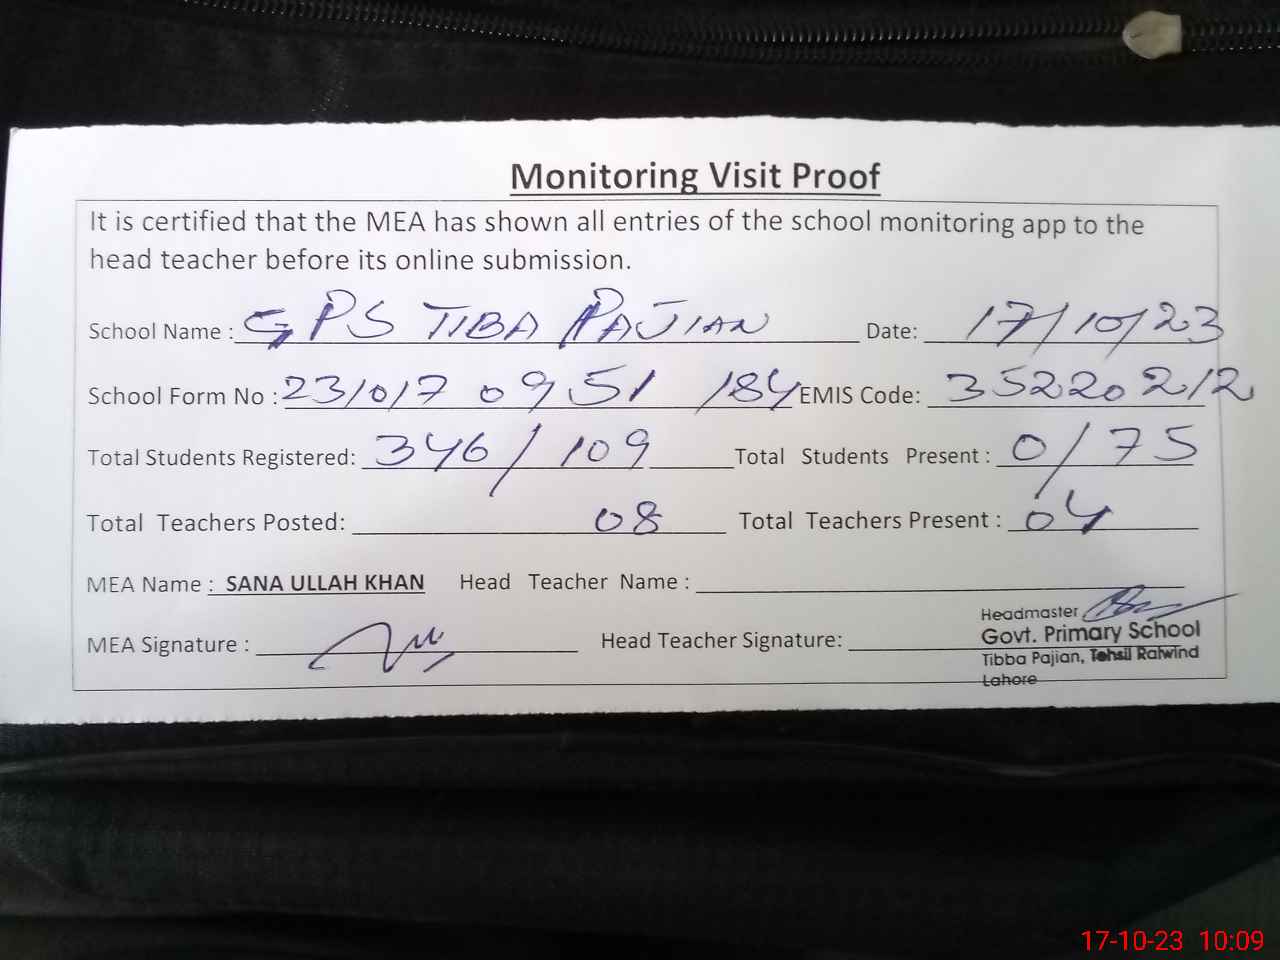 Monitoring Visit Proof
It is certified that the MEA has shown all entries of the school monitoring app to the
head teacher before its online submission.
School Name : GPS TIBA PAJIAN Date: 17/10/23
School Form No : 231017 0951 184 EMIS Code: 35220212
Total Students Registered: 346/109 Total Students Present : 0/75
Total Teachers Posted: 08 Total Teachers Present : 04
MEA Name : SANA ULLAH KHAN Head Teacher Name :
MEA Signature : Head Teacher Signature:
Headmaster
Govt. Primary School
Tibba Pajian, Tehsil Raiwind
Lahore
17-10-23 10:09